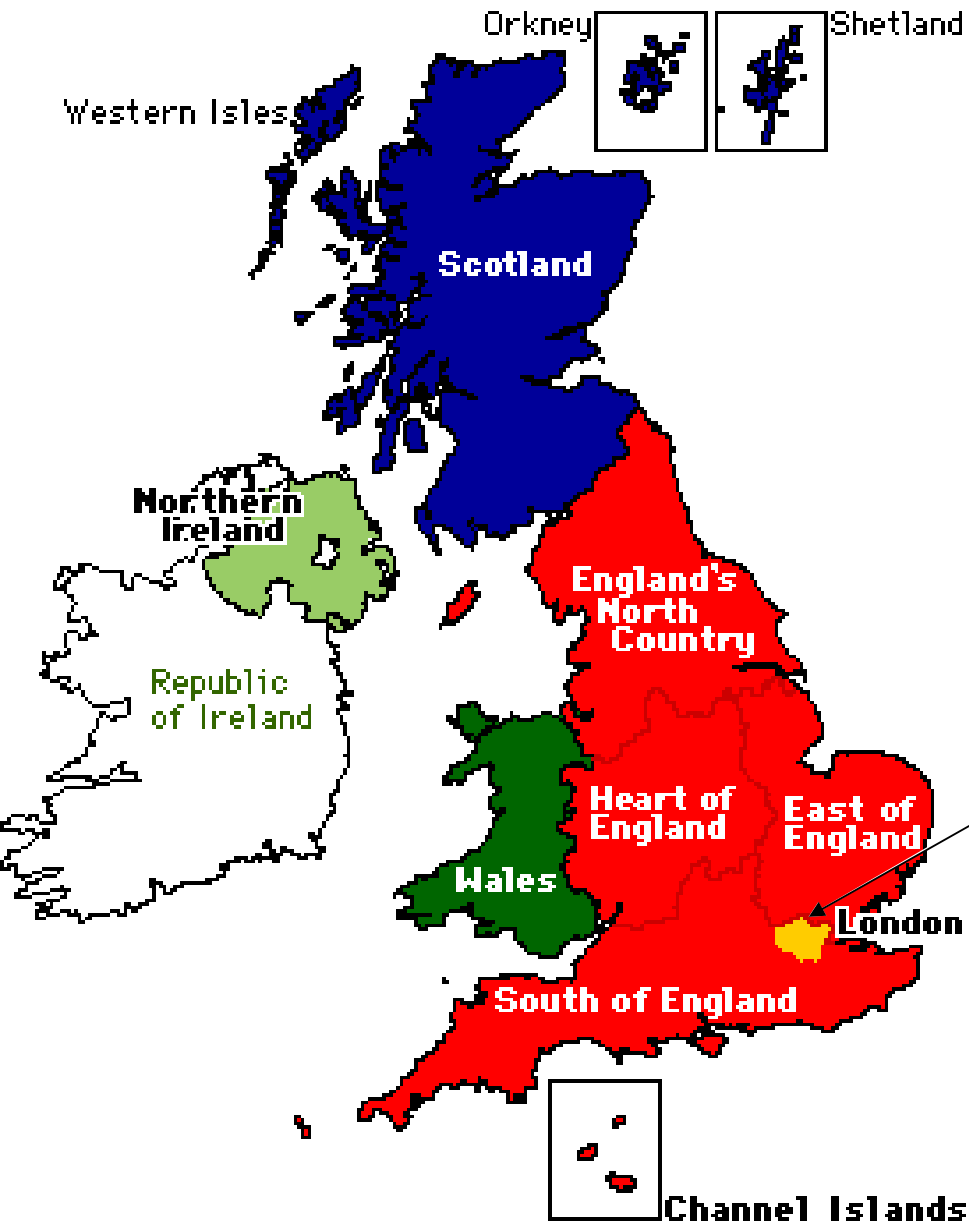 Orkney
Shetland
Western Isles
Scotland
Northern
Ireland
England's
North
Country
Republic
of Ireland
Heart of
England
East of
England
Wales
London
South of England
Channel Islands